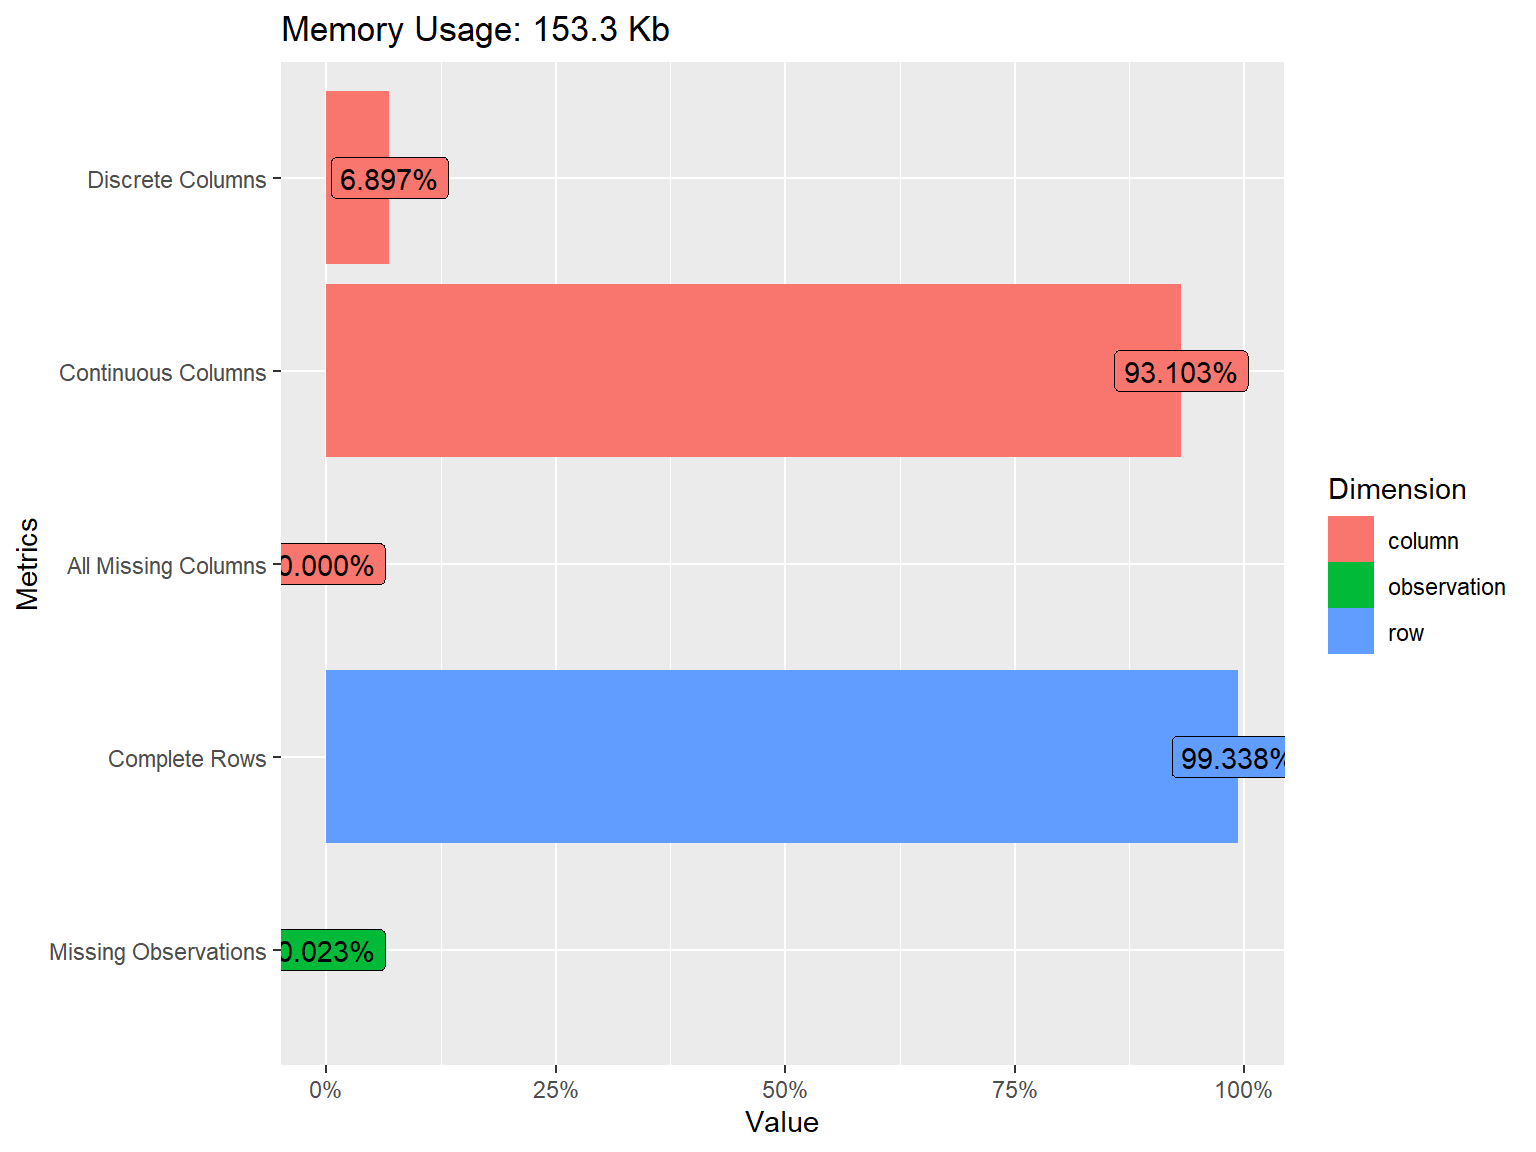 Memory Usage: 153.3 Kb
Discrete Columns
6.897%
Continuous Columns
93.103%
All Missing Columns
0.000%
Complete Rows
99.338%
Missing Observations
0.023%
Metrics
0%
25%
50%
75%
100%
Value
Dimension
column
observation
row